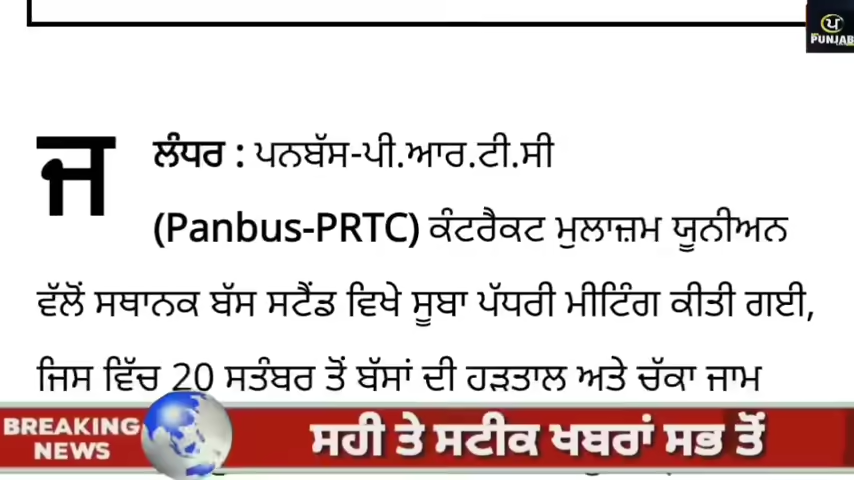 ਪ
PUNJAB
ਜਲੰਧਰ : ਪਨਬੱਸ-ਪੀ.ਆਰ.ਟੀ.ਸੀ
(Panbus-PRTC) ਕੰਟਰੈਕਟ ਮੁਲਾਜ਼ਮ ਯੂਨੀਅਨ
ਵੱਲੋਂ ਸਥਾਨਕ ਬੱਸ ਸਟੈਂਡ ਵਿਖੇ ਸੂਬਾ ਪੱਧਰੀ ਮੀਟਿੰਗ ਕੀਤੀ ਗਈ,
ਜਿਸ ਵਿੱਚ 20 ਸਤੰਬਰ ਤੋਂ ਬੱਸਾਂ ਦੀ ਹੜਤਾਲ ਅਤੇ ਚੱਕਾ ਜਾਮ
BREAKING
NEWS
ਸਹੀ ਤੇ ਸਟੀਕ ਖਬਰਾਂ ਸਭ ਤੋਂ